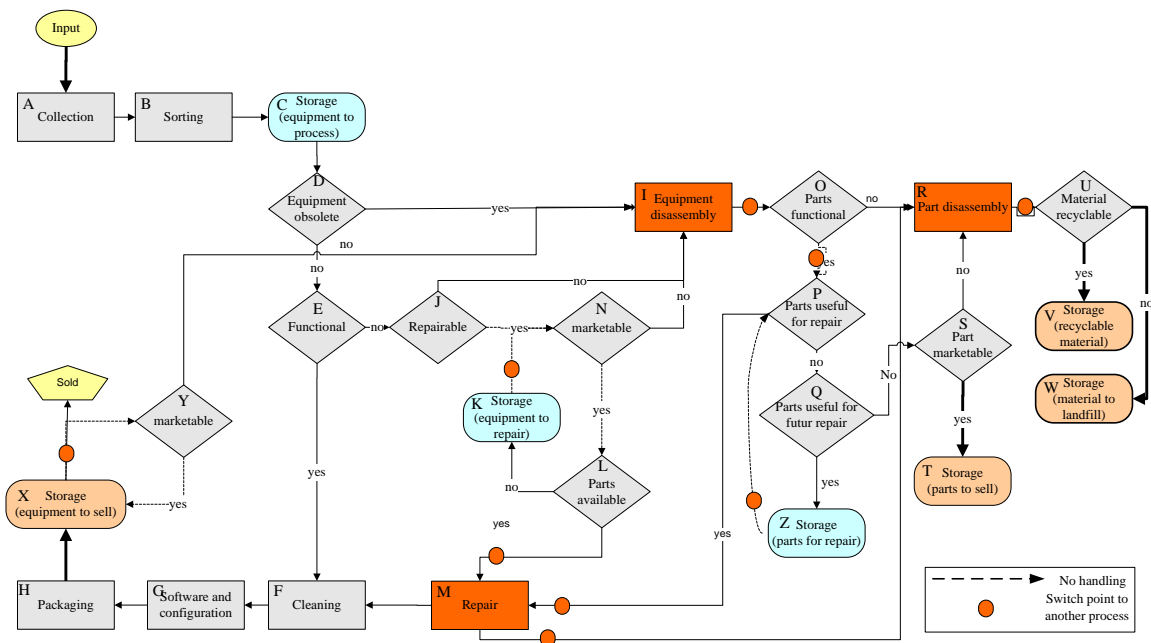 Input
A
Collection
B
Sorting
C
Storage
(equipment to
process)
D
Equipment
obsolete
yes
I
Equipment
disassembly
O
Parts
functional
no
R
Part disassembly
U
Material
recyclable
no
no
yes
yes
no
E
Functional
no
J
Repairable
no
yes
N
marketable
no
P
Parts useful
for repair
no
no
S
Part
marketable
V
Storage
(recyclable
material)
Sold
Y
marketable
K
Storage
(equipment to
repair)
yes
Q
Parts useful for
futur repair
No
W
Storage
(material to
landfill)
yes
X
Storage
(equipment to sell)
yes
yes
no
L
Parts
available
yes
yes
yes
T
Storage
(parts to sell)
Z
Storage
(parts for repair)
yes
H
Packaging
G
Software and
configuration
F
Cleaning
M
Repair
No handling
Switch point to
another process